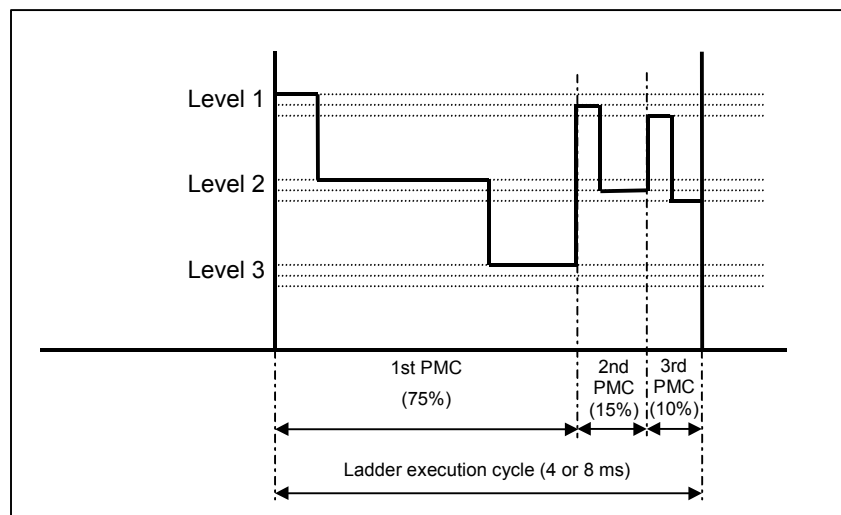 Level 1
Level 2
Level 3
1st PMC
(75%)
2nd
PMC
(15%)
3rd
PMC
(10%)
Ladder execution cycle (4 or 8 ms)